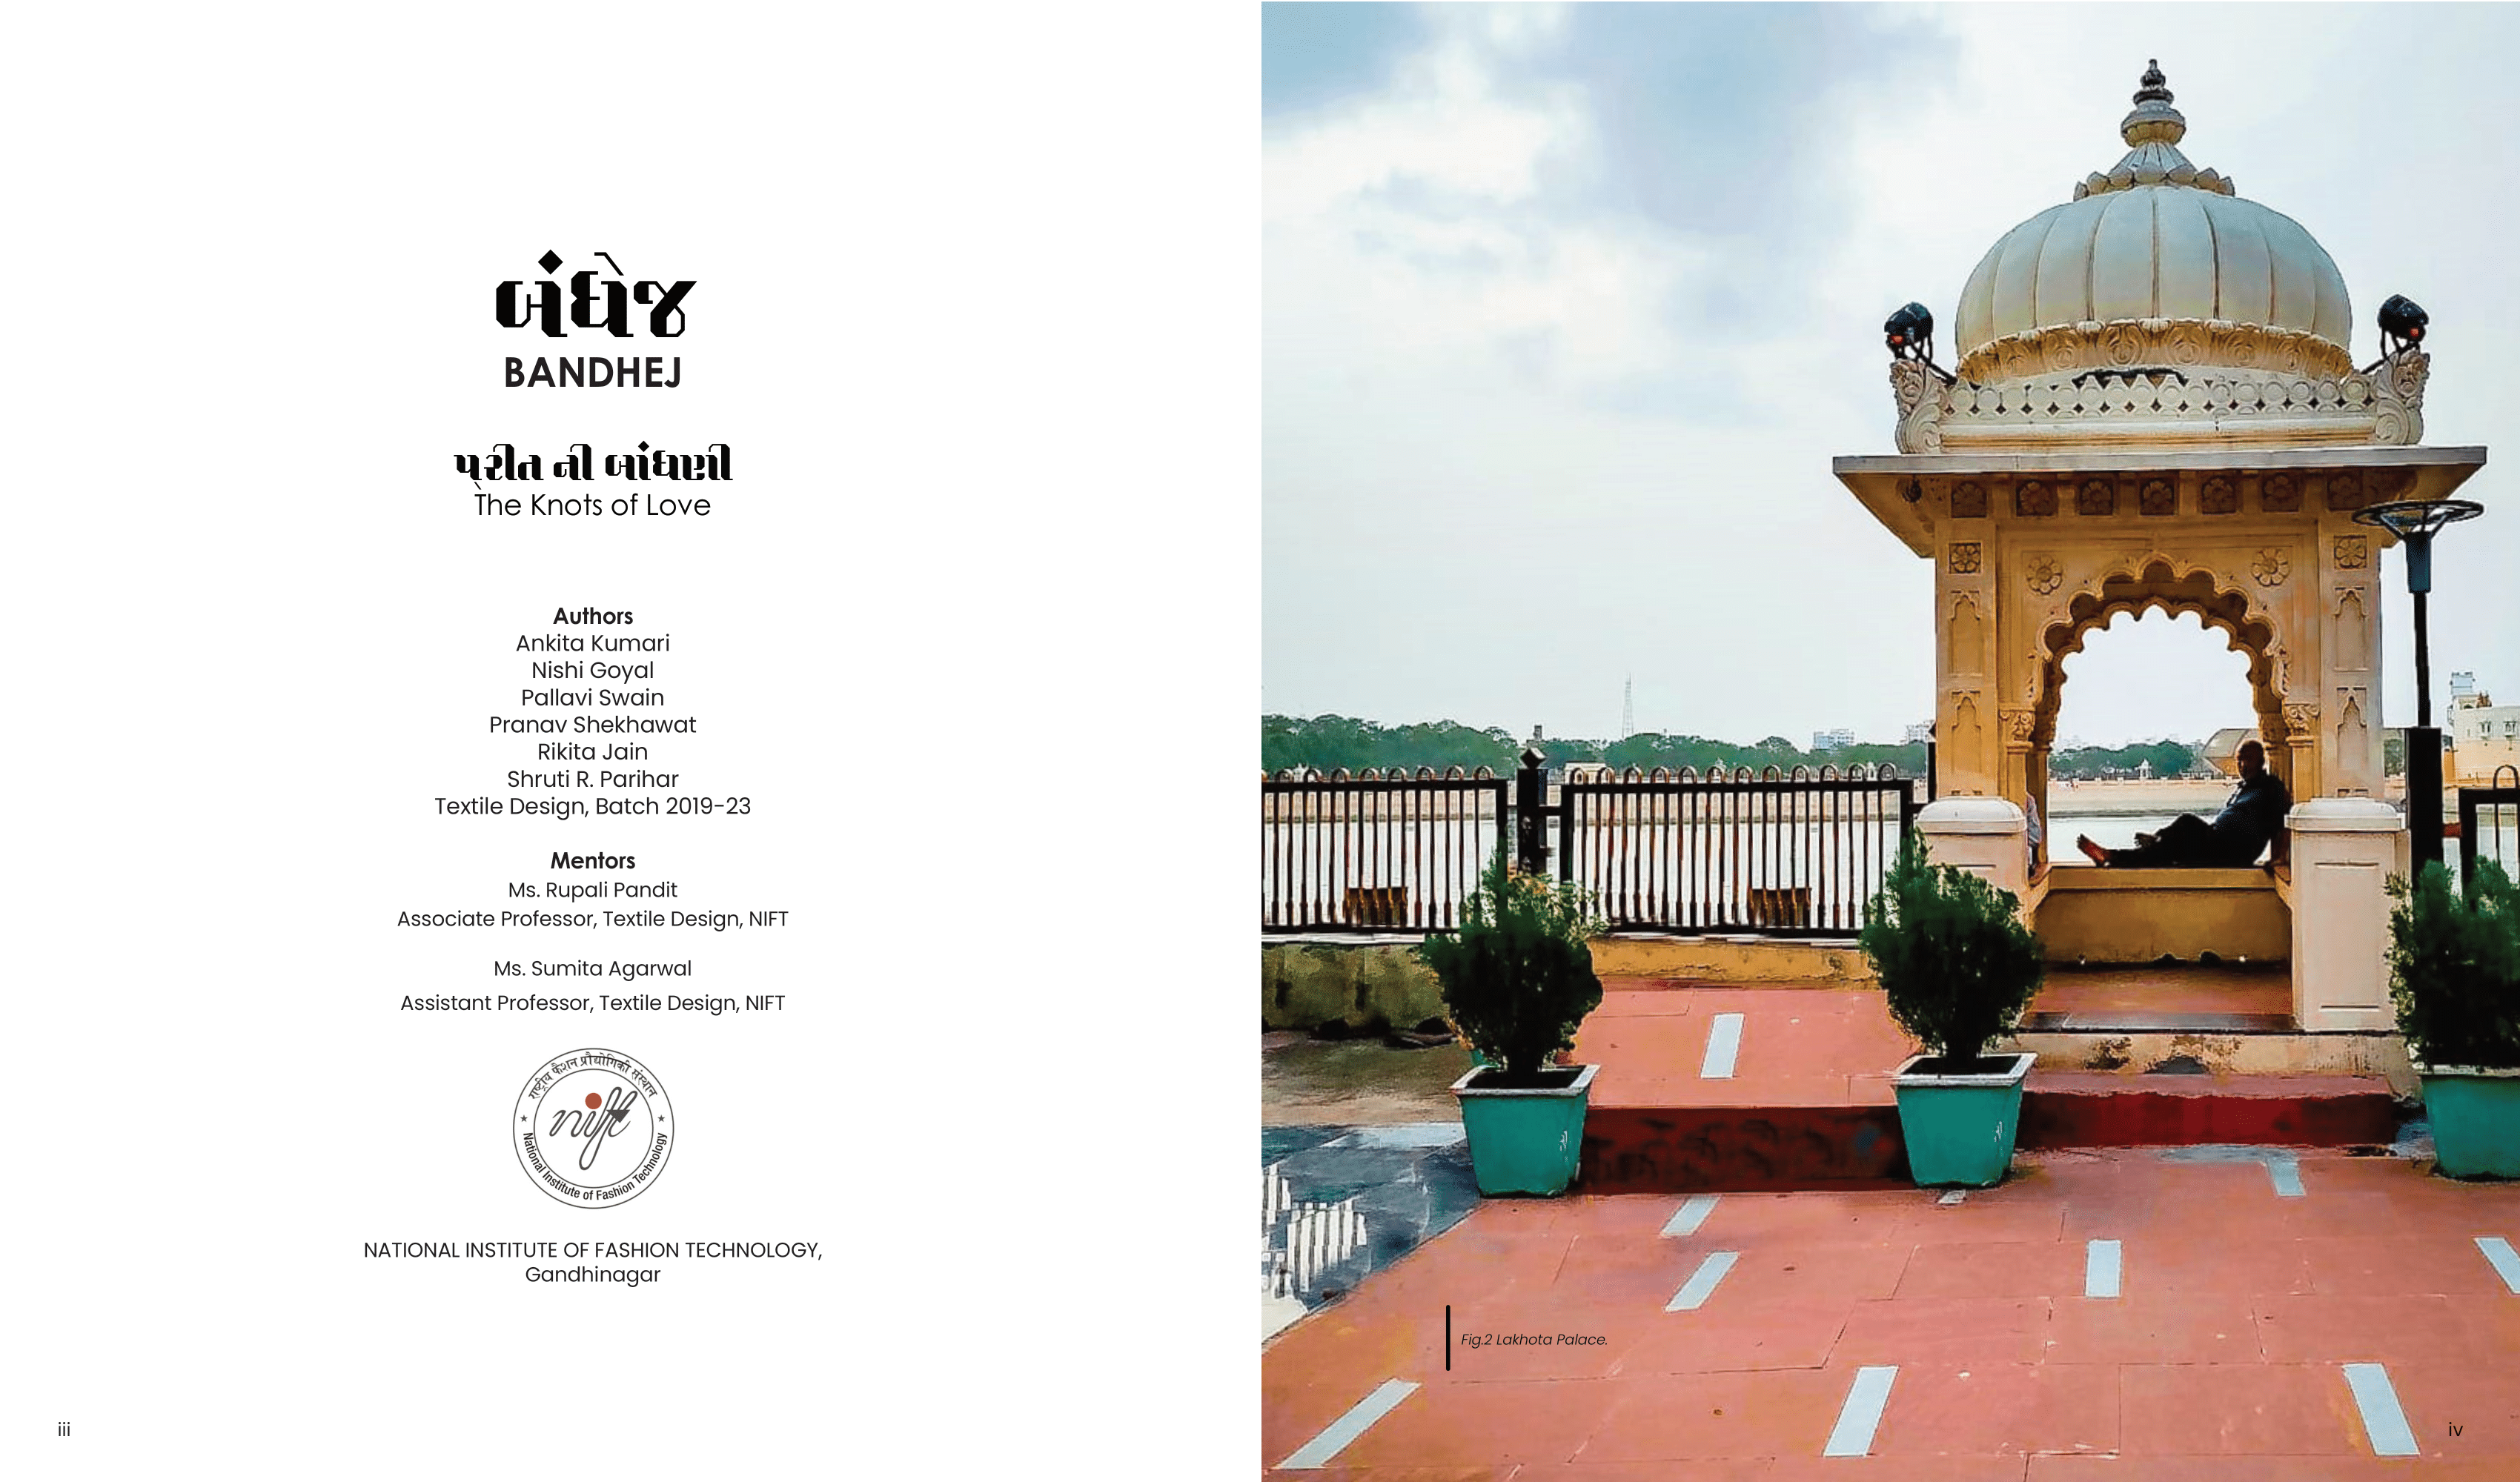 બંધેજ
BANDHEJ
પ્‌રીત ની બાંધણી
The Knots of Love
Authors
Ankita Kumari
Nishi Goyal
Pallavi Swain
Pranav Shekhawat
Rikita Jain
Shruti R. Parihar
Textile Design, Batch 2019-23
Mentors
Ms. Rupali Pandit
Associate Professor, Textile Design, NIFT
Ms. Sumita Agarwal
Assistant Professor, Textile Design, NIFT
राष्ट्रीय फैशन प्रौद्योगिकी संस्थान
nift
National Institute of Fashion Technology
NATIONAL INSTITUTE OF FASHION TECHNOLOGY,
Gandhinagar
iii
Fig.2 Lakhota Palace.
iv